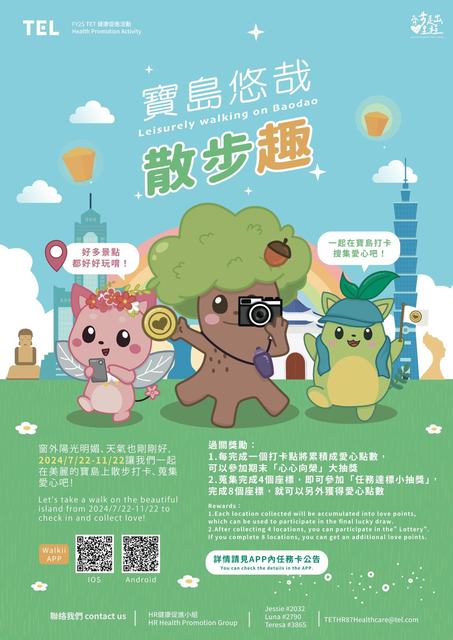 TEL
FY25 TET 健康促進活動
Health Promotion Activity
寶島悠哉
Leisurely walking on Baodao
散步趣
好多景點
都好好玩唷！
一起在寶島打卡
搜集愛心吧！
窗外陽光明媚、天氣也剛剛好,
2024/7/22-11/22讓我們一起
在美麗的寶島上散步打卡、蒐集
愛心吧!
Let's take a walk on the beautiful
island from 2024/7/22-11/22 to
check in and collect love!
過關獎勵：
1.每完成一個打卡點將累積成愛心點數，
可以參加期末「心心向榮」大抽獎
2.蒐集完成4個座標，即可參加「任務達標小抽獎」，
完成8個座標，就可以另外獲得愛心點數
Rewards :
1.Each location collected will be accumulated into love points,
which can be used to participate in the final lucky draw.
2.After collecting 4 locations, you can participate in the" Lottery".
If you complete 8 locations, you can get an additional love points.
Walkii
APP
IOS
Android
詳情請見APP內任務卡公告
You can check the details in the APP.
聯絡我們 contact us
HR健康促進小組
HR Health Promotion Group
Jessie #2032
Luna #2790
Teresa #3865
TETHR87Healthcare@tel.com